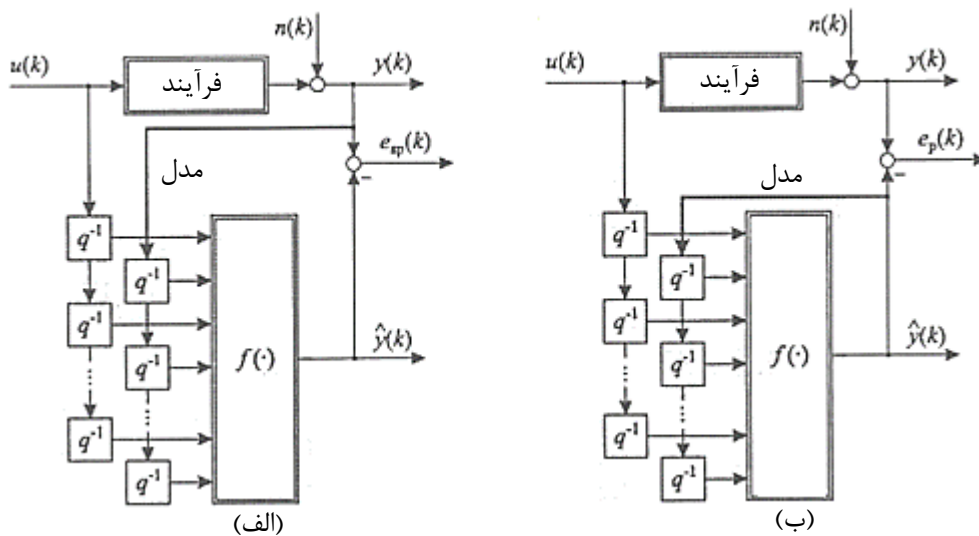 n(k)
u(k)
فرآیند
y(k)
e_sp(k)
مدل
–
q⁻¹
q⁻¹
q⁻¹
q⁻¹
f(·)
ŷ(k)
q⁻¹
q⁻¹
(الف)
n(k)
u(k)
فرآیند
y(k)
e_p(k)
مدل
–
q⁻¹
q⁻¹
q⁻¹
q⁻¹
f(·)
ŷ(k)
q⁻¹
q⁻¹
(ب)